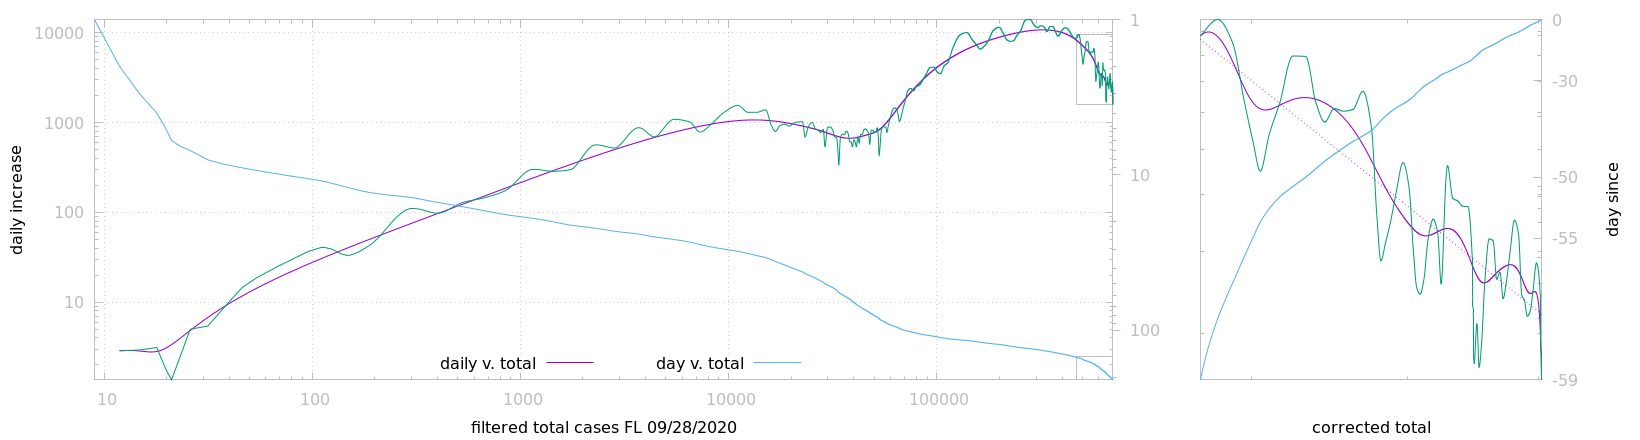 10000
1000
100
10
daily increase
1
10
100
daily v. total
day v. total
10
100
1000
10000
100000
filtered total cases FL 09/28/2020
0
-30
-50
-55
-59
day since
corrected total